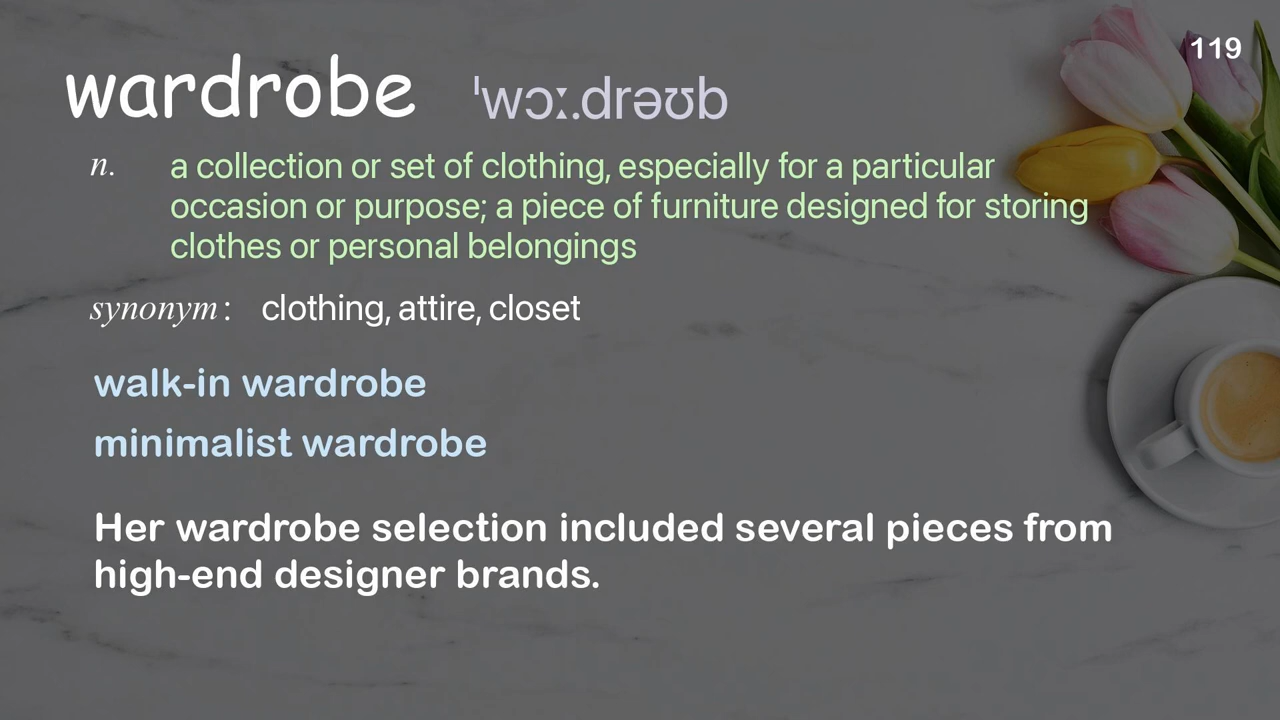 119
wardrobe ˈwɔː.drəʊb
n. a collection or set of clothing, especially for a particular
occasion or purpose; a piece of furniture designed for storing
clothes or personal belongings
synonym: clothing, attire, closet
walk-in wardrobe
minimalist wardrobe
Her wardrobe selection included several pieces from
high-end designer brands.